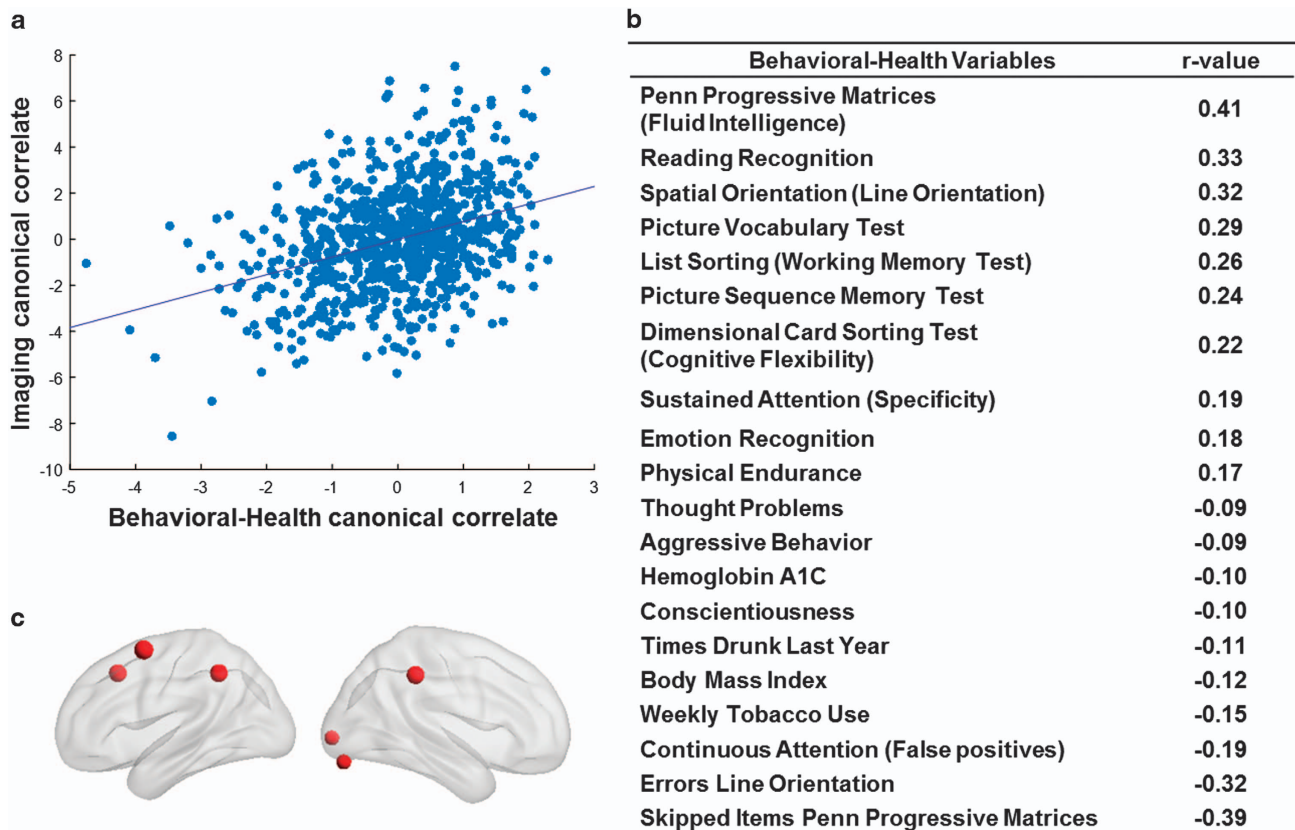 a
8
6
4
2
0
-2
-4
-6
-8
-10
-5
-4
-3
-2
-1
0
1
2
3
Imaging canonical correlate
Behavioral-Health canonical correlate
b
Behavioral-Health Variables r-value
Penn Progressive Matrices
(Fluid Intelligence) 0.41
Reading Recognition 0.33
Spatial Orientation (Line Orientation) 0.32
Picture Vocabulary Test 0.29
List Sorting (Working Memory Test) 0.26
Picture Sequence Memory Test 0.24
Dimensional Card Sorting Test
(Cognitive Flexibility) 0.22
Sustained Attention (Specificity) 0.19
Emotion Recognition 0.18
Physical Endurance 0.17
Thought Problems -0.09
Aggressive Behavior -0.09
Hemoglobin A1C -0.10
Conscientiousness -0.10
Times Drunk Last Year -0.11
Body Mass Index -0.12
Weekly Tobacco Use -0.15
Continuous Attention (False positives) -0.19
Errors Line Orientation -0.32
Skipped Items Penn Progressive Matrices -0.39
c